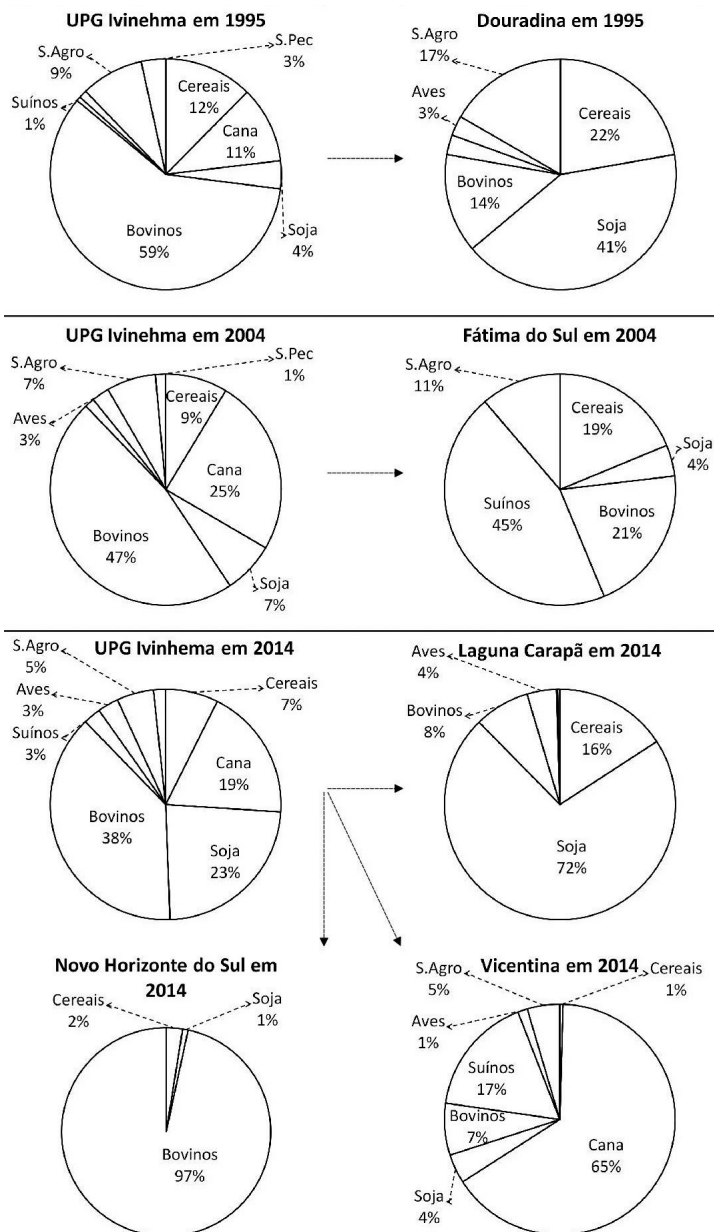 UPG Ivinehma em 1995
S.Agro
9%
S.Pec
3%
Suínos
1%
Cereais
12%
Cana
11%
Soja
4%
Bovinos
59%
Douradina em 1995
S.Agro
17%
Aves
3%
Cereais
22%
Bovinos
14%
Soja
41%
UPG Ivinehma em 2004
S.Agro
7%
S.Pec
1%
Aves
3%
Cereais
9%
Cana
25%
Bovinos
47%
Soja
7%
Fátima do Sul em 2004
S.Agro
11%
Cereais
19%
Soja
4%
Suínos
45%
Bovinos
21%
UPG Ivinhema em 2014
S.Agro
5%
Aves
3%
Suínos
3%
Cereais
7%
Cana
19%
Bovinos
38%
Soja
23%
Laguna Carapã em 2014
Aves
4%
Bovinos
8%
Cereais
16%
Soja
72%
Novo Horizonte do Sul em
2014
Cereais
2%
Soja
1%
Bovinos
97%
Vicentina em 2014
S.Agro
5%
Cereais
1%
Aves
1%
Suínos
17%
Bovinos
7%
Cana
65%
Soja
4%